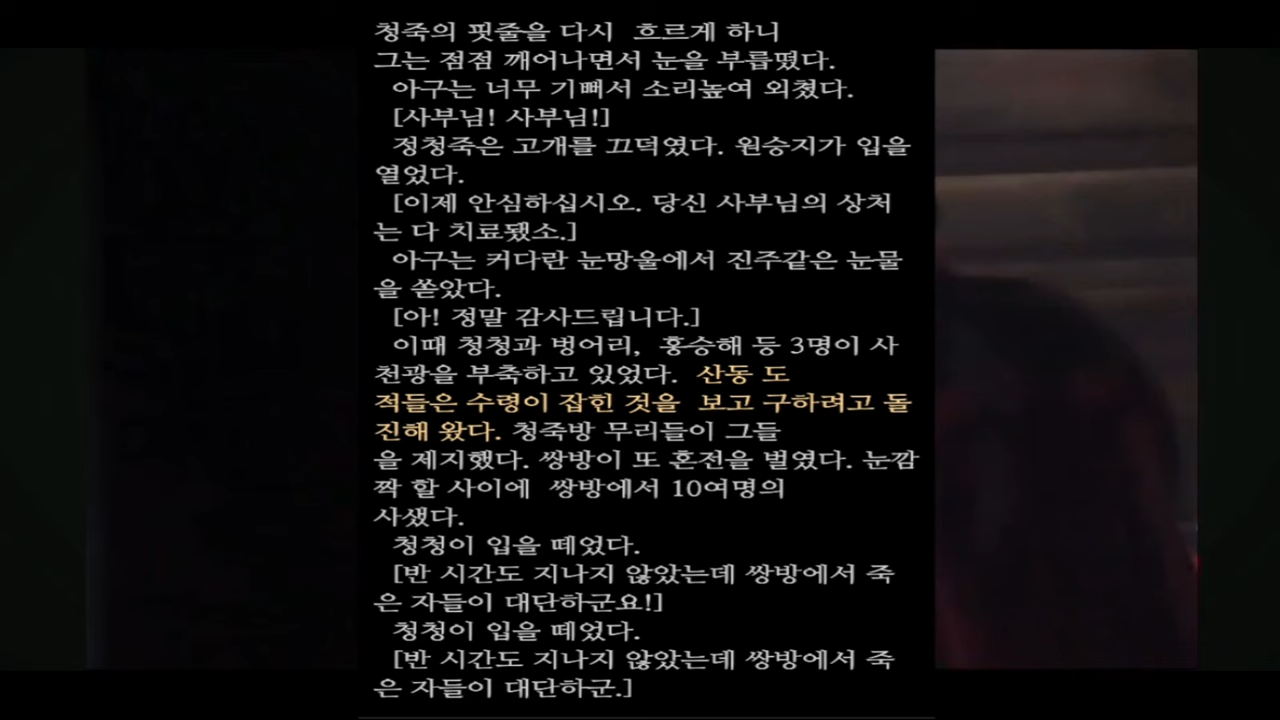 청죽의 핏줄을 다시  흐르게 하니
그는 점점 깨어나면서 눈을 부릅떴다.
아구는 너무 기뻐서 소리높여 외쳤다.
[사부님! 사부님!]
정청죽은 고개를 끄덕였다. 원승지가 입을
열었다.
[이제 안심하십시오. 당신 사부님의 상처
는 다 치료됐소.]
아구는 커다란 눈망울에서 진주같은 눈물
을 쏟았다.
[아! 정말 감사드립니다.]
이때 청청과 벙어리,  홍승해 등 3명이 사
천광을 부축하고 있었다.  산동 도
적들은 수령이 잡힌 것을  보고 구하려고 돌
진해 왔다. 청죽방 무리들이 그들
을 제지했다. 쌍방이 또 혼전을 벌였다. 눈깜
짝 할 사이에  쌍방에서 10여명의
사샜다.
청청이 입을 떼었다.
[반 시간도 지나지 않았는데 쌍방에서 죽
은 자들이 대단하군요!]
청청이 입을 떼었다.
[반 시간도 지나지 않았는데 쌍방에서 죽
은 자들이 대단하군.]